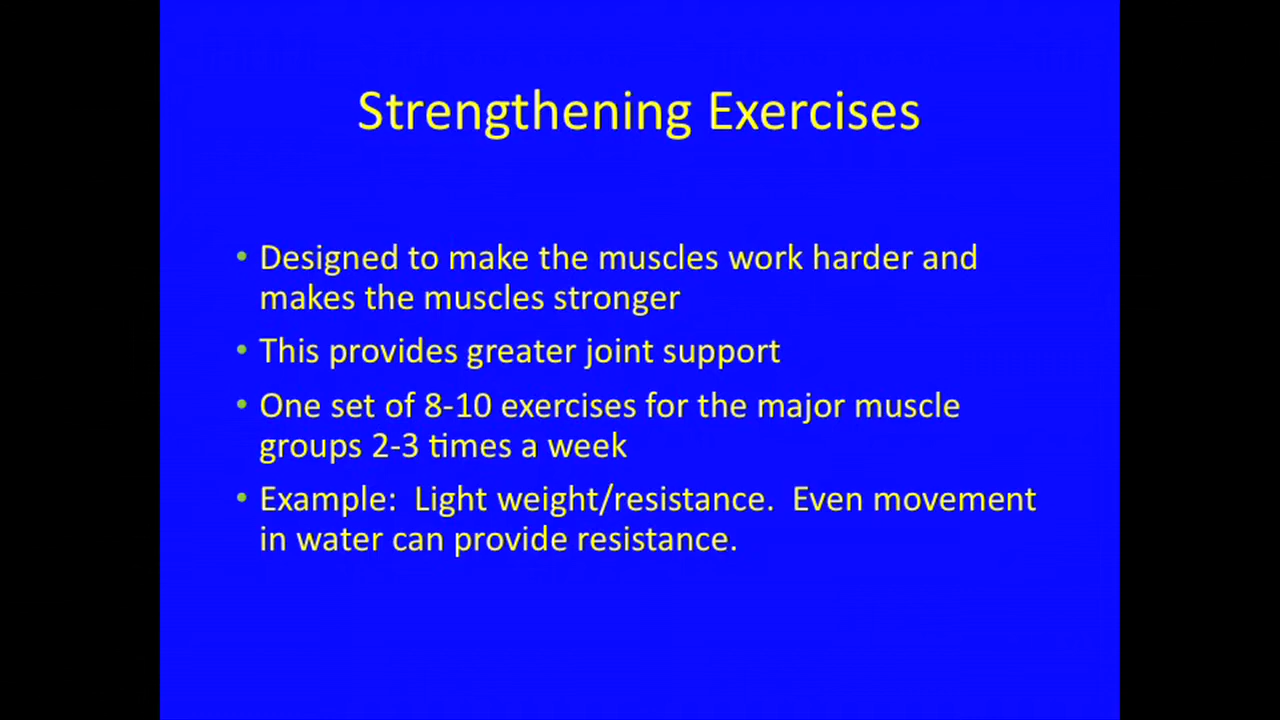 Strengthening Exercises
• Designed to make the muscles work harder and
makes the muscles stronger
• This provides greater joint support
• One set of 8-10 exercises for the major muscle
groups 2-3 times a week
• Example:  Light weight/resistance.  Even movement
in water can provide resistance.